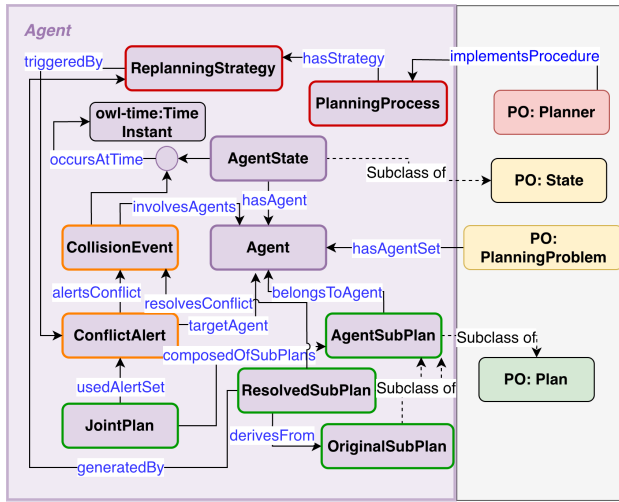 Agent
triggeredBy
ReplanningStrategy
hasStrategy
implementsProcedure
PlanningProcess
PO: Planner
owl-time:Time
Instant
occursAtTime
AgentState
Subclass of
PO: State
hasAgent
involvesAgents
CollisionEvent
Agent
hasAgentSet
PO:
PlanningProblem
alertsConflict
resolvesConflict
belongsToAgent
ConflictAlert
targetAgent
AgentSubPlan
Subclass of
composedOfSubPlans
PO: Plan
usedAlertSet
ResolvedSubPlan
Subclass of
JointPlan
derivesFrom
OriginalSubPlan
generatedBy